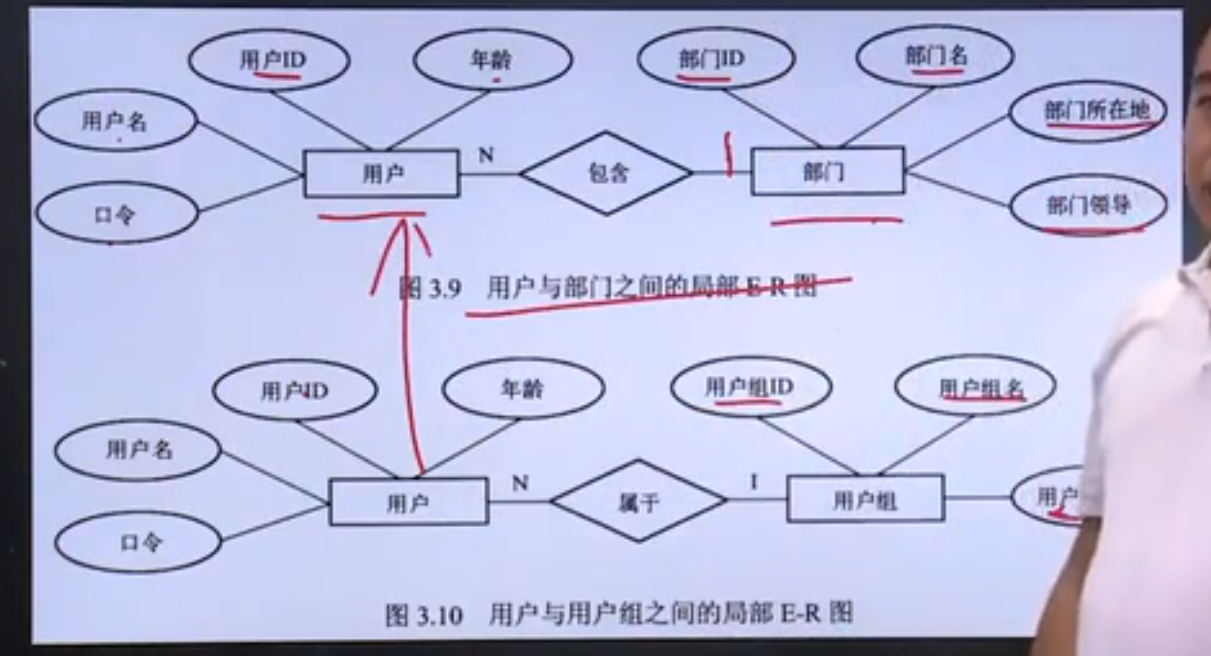 用户ID
年龄
部门ID
部门名
用户名
部门所在地
用户
N
包含
部门
口令
部门领导
图 3.9 用户与部门之间的局部 E-R 图
用户ID
年龄
用户组ID
用户组名
用户名
用户
N
属于
I
用户组
用户
口令
图 3.10 用户与用户组之间的局部 E-R 图